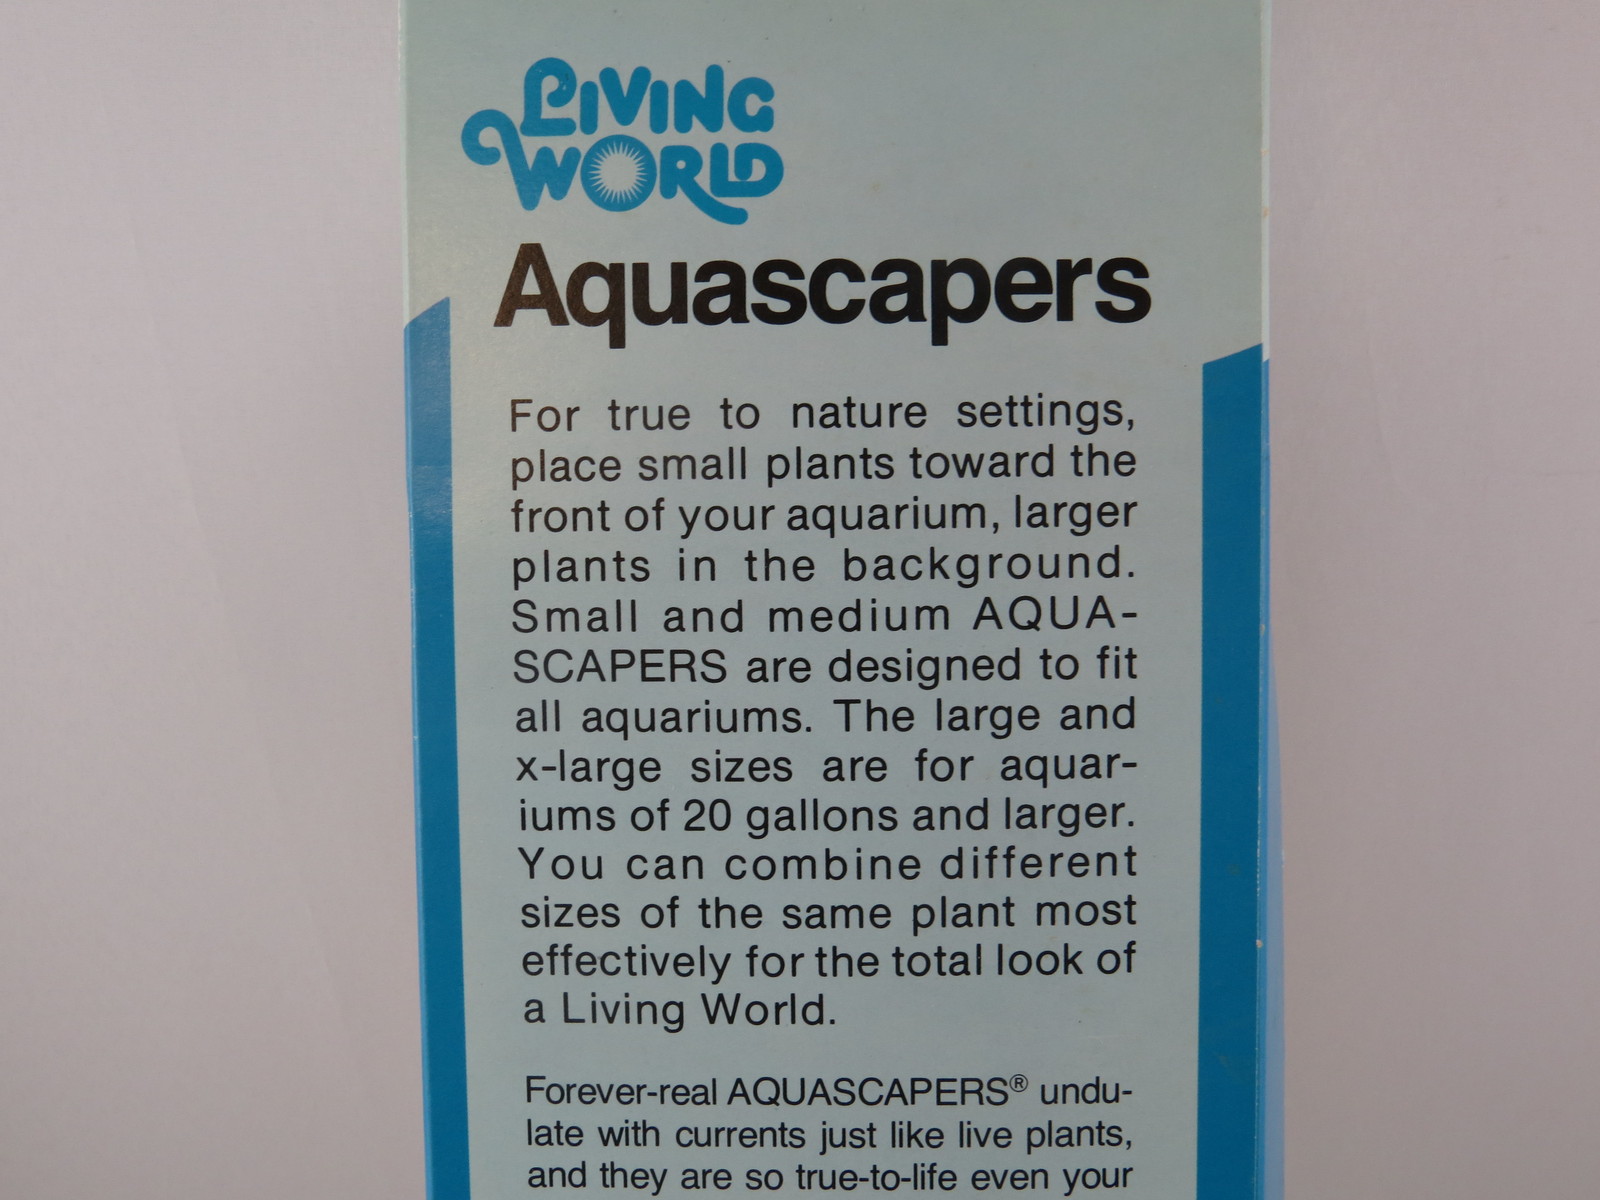 LIVING
WORLD
Aquascapers
For true to nature settings,
place small plants toward the
front of your aquarium, larger
plants in the background.
Small and medium AQUA-
SCAPERS are designed to fit
all aquariums. The large and
x-large sizes are for aquar-
iums of 20 gallons and larger.
You can combine different
sizes of the same plant most
effectively for the total look of
a Living World.
Forever-real AQUASCAPERS® undu-
late with currents just like live plants,
and they are so true-to-life even your